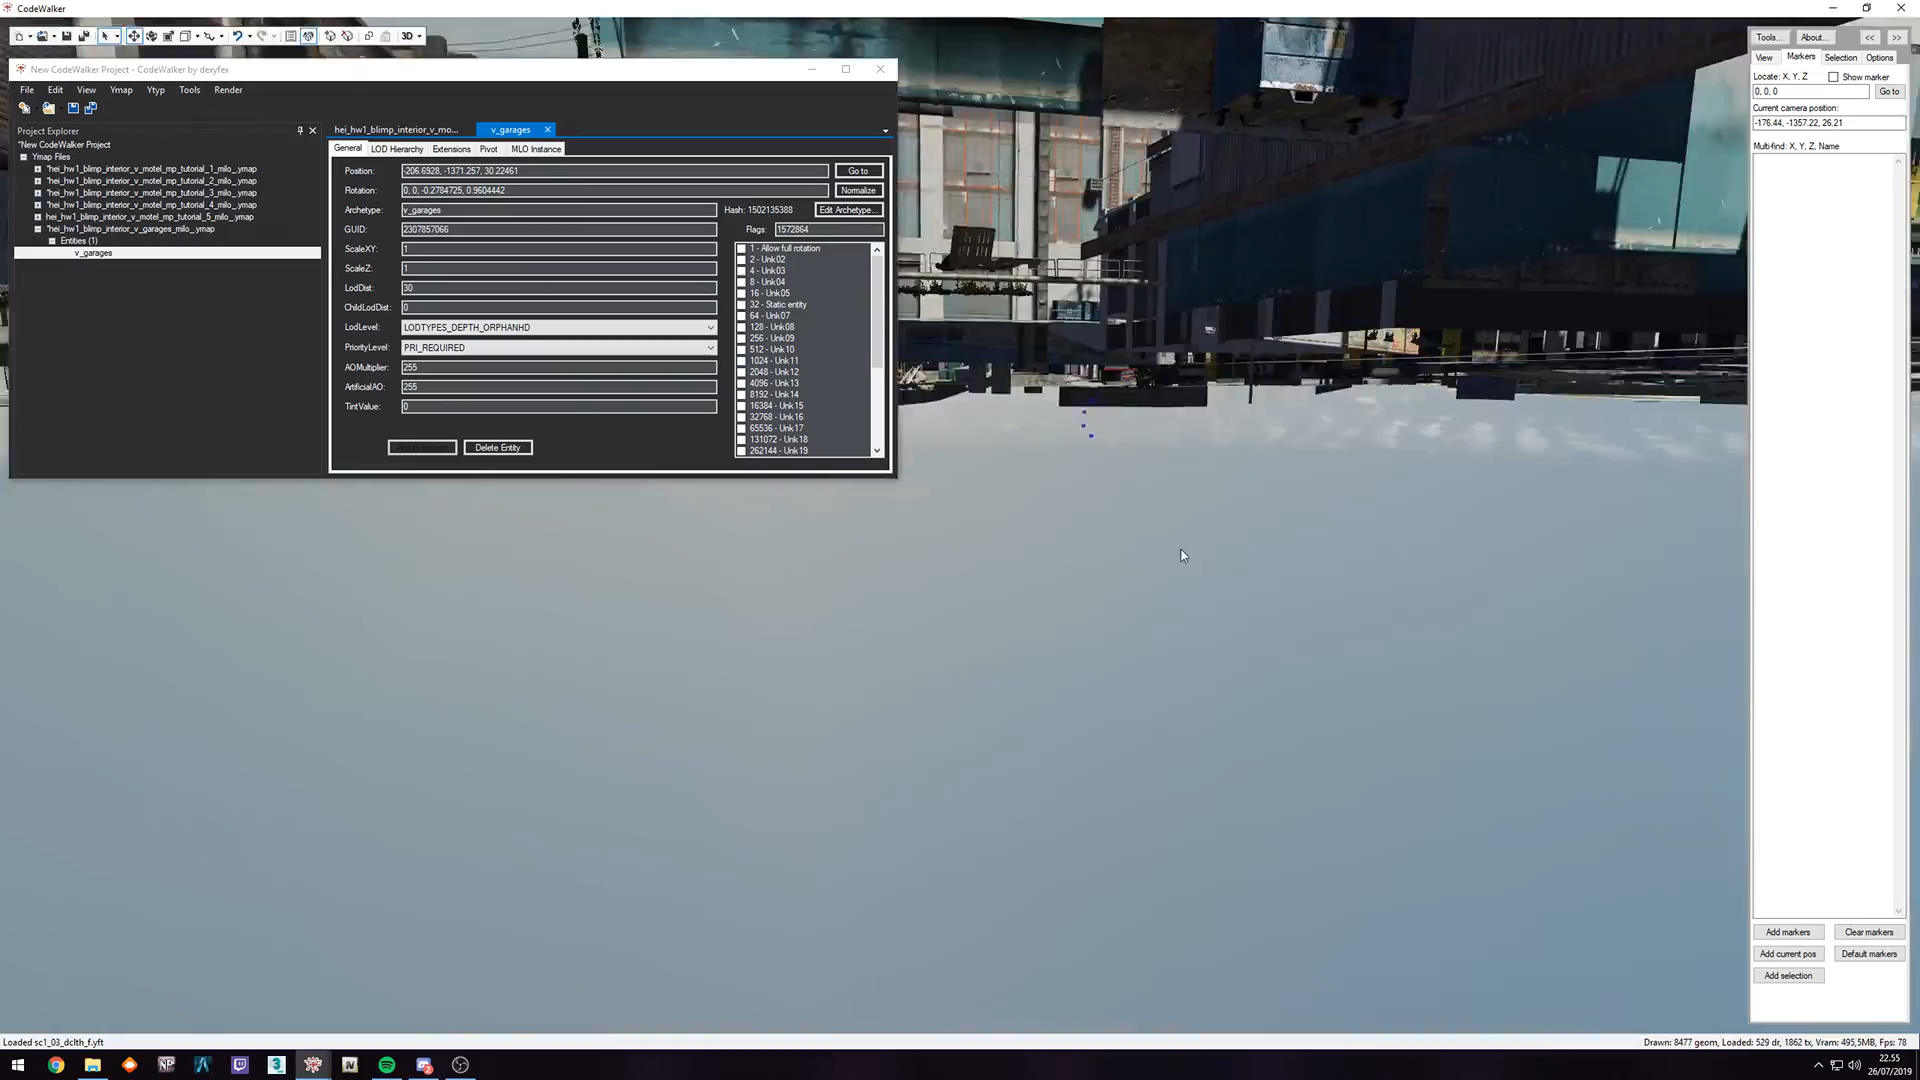 CodeWalker
3D
New CodeWalker Project - CodeWalker by dexyfex
File Edit View Ymap Ytyp Tools Render
Project Explorer
*New CodeWalker Project
Ymap Files
*hei_hw1_blimp_interior_v_motel_mp_tutorial_1_milo_.ymap
*hei_hw1_blimp_interior_v_motel_mp_tutorial_2_milo_.ymap
*hei_hw1_blimp_interior_v_motel_mp_tutorial_3_milo_.ymap
*hei_hw1_blimp_interior_v_motel_mp_tutorial_4_milo_.ymap
hei_hw1_blimp_interior_v_motel_mp_tutorial_5_milo_.ymap
*hei_hw1_blimp_interior_v_garages_milo_.ymap
Entities (1)
v_garages
hei_hw1_blimp_interior_v_mo... v_garages
General LOD Hierarchy Extensions Pivot MLO Instance
Position: -206.6928, -1371.257, 30.22461 Go to
Rotation: 0, 0, -0.2784725, 0.9604442 Normalize
Archetype: v_garages Hash: 1502135388 Edit Archetype...
GUID: 2307857066 Flags: 1572864
ScaleXY: 1
ScaleZ: 1
LodDist: 30
ChildLodDist: 0
LodLevel: LODTYPES_DEPTH_ORPHANHD
PriorityLevel: PRI_REQUIRED
AOMultiplier: 255
ArtificialAO: 255
TintValue: 0
Delete Entity
1 - Allow full rotation
2 - Unk02
4 - Unk03
8 - Unk04
16 - Unk05
32 - Static entity
64 - Unk07
128 - Unk08
256 - Unk09
512 - Unk10
1024 - Unk11
2048 - Unk12
4096 - Unk13
8192 - Unk14
16384 - Unk15
32768 - Unk16
65536 - Unk17
131072 - Unk18
262144 - Unk19
Tools... About... << >>
View Markers Selection Options
Locate: X, Y, Z Show marker
0, 0, 0 Go to
Current camera position:
-176.44, -1357.22, 26.21
Multi-find: X, Y, Z, Name
Add markers Clear markers
Add current pos Default markers
Add selection
Loaded sc1_03_dclth_f.yft
Drawn: 8477 geom, Loaded: 529 dr, 1862 tx, Vram: 495,5MB, Fps: 78
22.55
26/07/2019